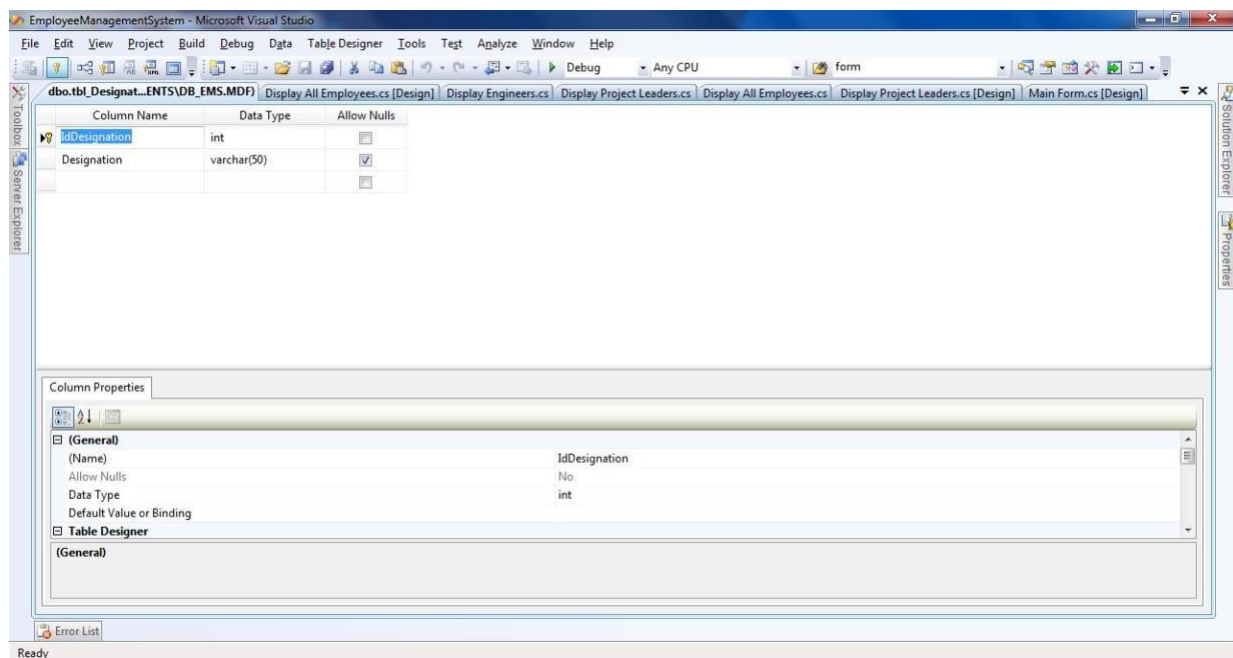 EmployeeManagementSystem - Microsoft Visual Studio
File Edit View Project Build Debug Data Table Designer Tools Test Analyze Window Help
Debug Any CPU form
dbo.tbl_Designat...ENTS\DB_EMS.MDF) Display All Employees.cs [Design] Display Engineers.cs Display Project Leaders.cs Display All Employees.cs Display Project Leaders.cs [Design] Main Form.cs [Design]
Toolbox
Server Explorer
Column Name Data Type Allow Nulls
IdDesignation int
Designation varchar(50)
Solution Explorer
Properties
Column Properties
(General)
(Name) IdDesignation
Allow Nulls No
Data Type int
Default Value or Binding
Table Designer
(General)
Error List
Ready